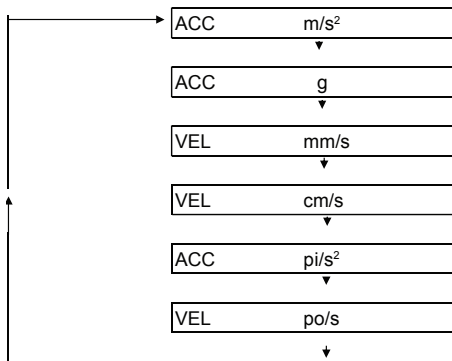 ACC m/s²
ACC g
VEL mm/s
VEL cm/s
ACC pi/s²
VEL po/s